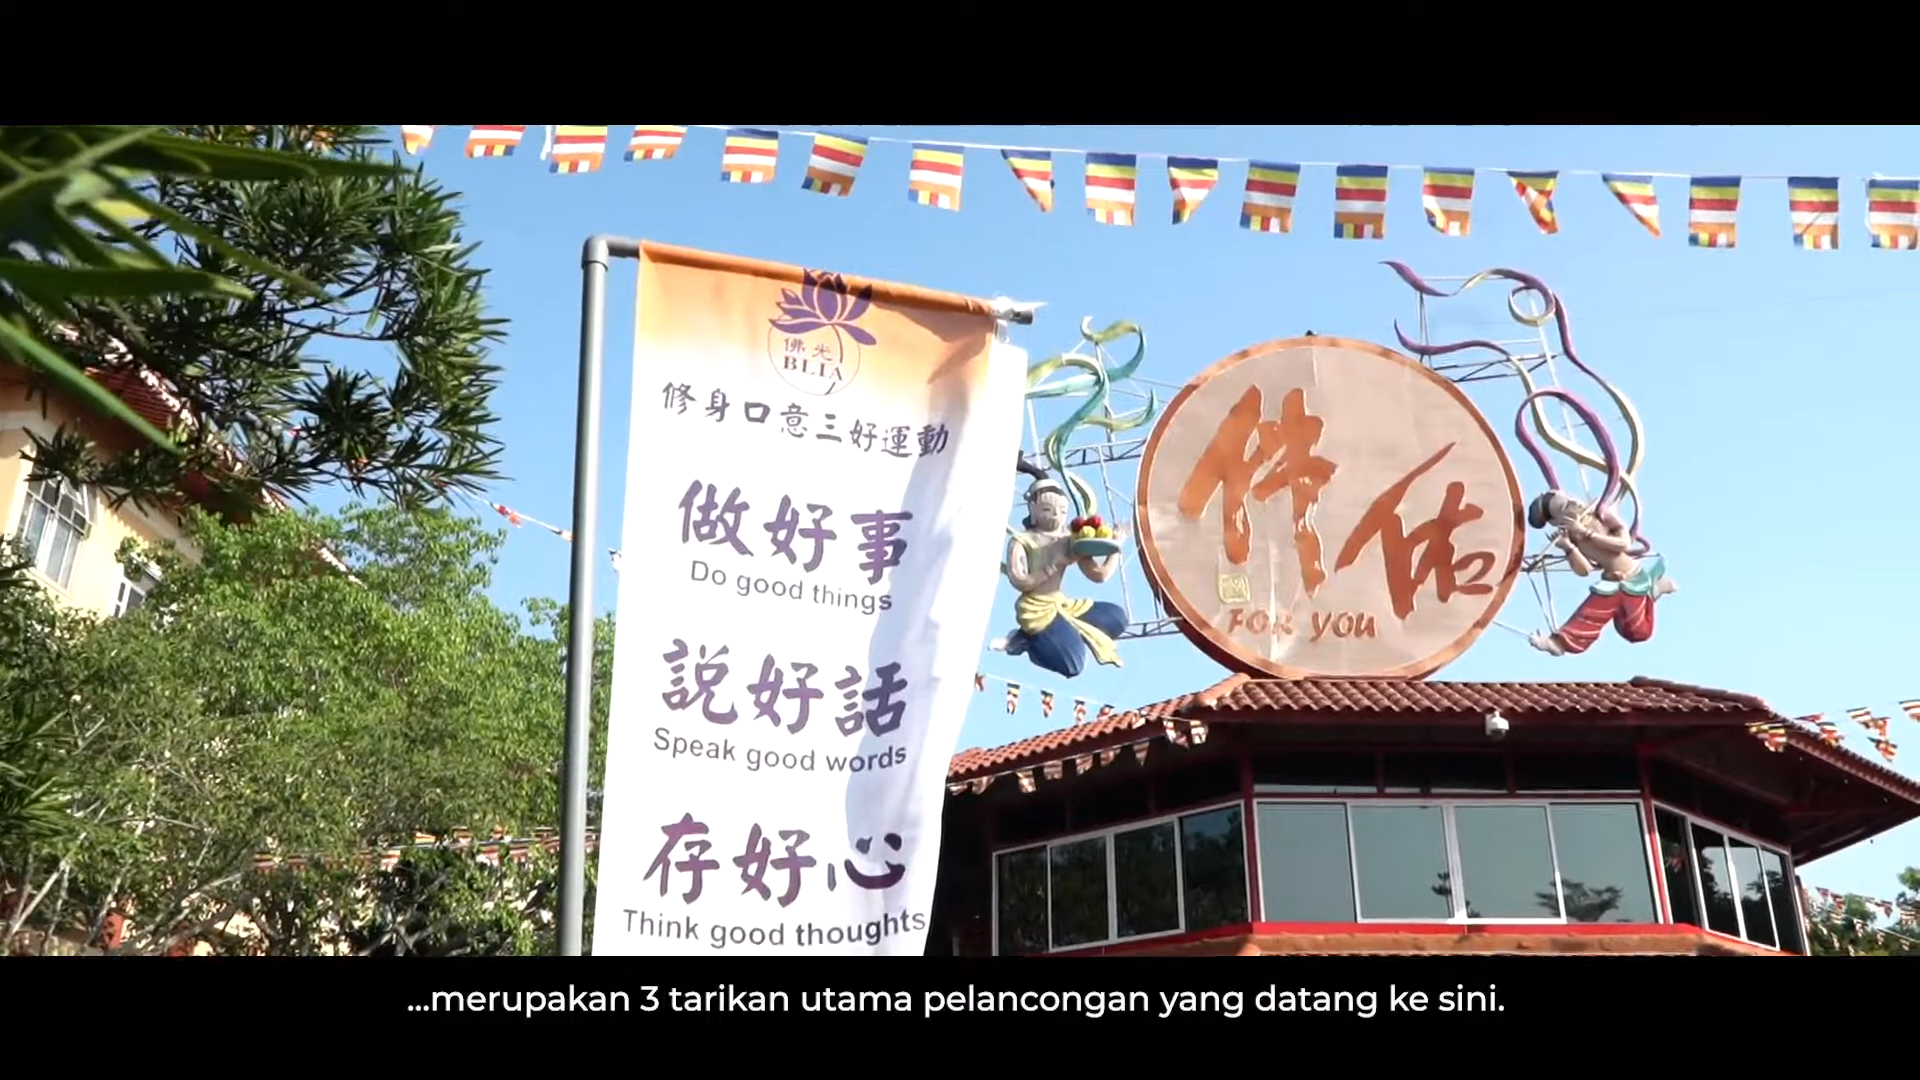 佛光
BLIA
修身口意三好運動
做好事
Do good things
説好話
Speak good words
存好心
Think good thoughts
佛佑
FOR YOU
...merupakan 3 tarikan utama pelancongan yang datang ke sini.